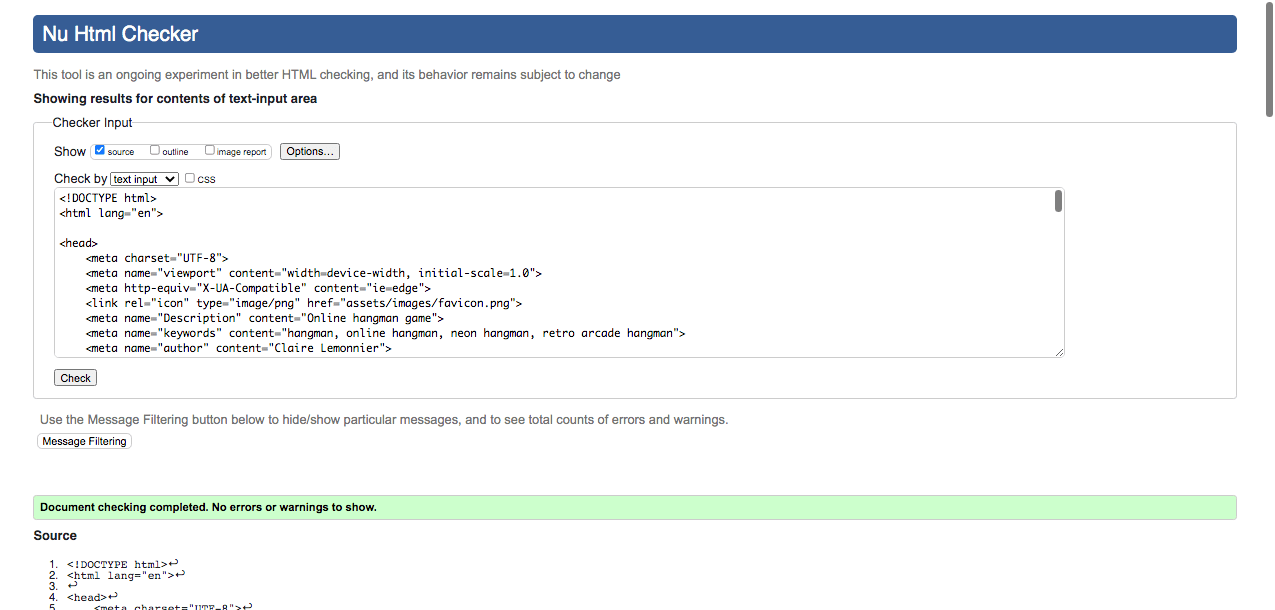 Nu Html Checker
This tool is an ongoing experiment in better HTML checking, and its behavior remains subject to change
Showing results for contents of text-input area
Checker Input
Show source outline image report Options...
Check by text input css
<!DOCTYPE html>
<html lang="en">
<head>
<meta charset="UTF-8">
<meta name="viewport" content="width=device-width, initial-scale=1.0">
<meta http-equiv="X-UA-Compatible" content="ie=edge">
<link rel="icon" type="image/png" href="assets/images/favicon.png">
<meta name="Description" content="Online hangman game">
<meta name="keywords" content="hangman, online hangman, neon hangman, retro arcade hangman">
<meta name="author" content="Claire Lemonnier">
Check
Use the Message Filtering button below to hide/show particular messages, and to see total counts of errors and warnings.
Message Filtering
Document checking completed. No errors or warnings to show.
Source
1. <!DOCTYPE html>↩
2. <html lang="en">↩
3. ↩
4. <head>↩
5. <meta charset="UTF-8">↩